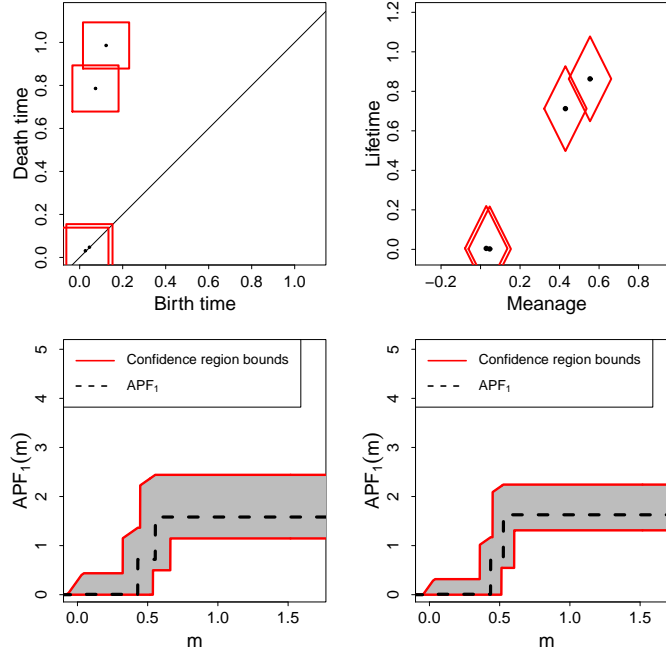 Death time
0.0 0.2 0.4 0.6 0.8 1.0
0.0 0.2 0.4 0.6 0.8 1.0
Birth time
Lifetime
0.0 0.2 0.4 0.6 0.8 1.0 1.2
−0.2 0.0 0.2 0.4 0.6 0.8
Meanage
Confidence region bounds
APF₁
APF₁(m)
0 1 2 3 4 5
0.0 0.5 1.0 1.5
m
Confidence region bounds
APF₁
APF₁(m)
0 1 2 3 4 5
0.0 0.5 1.0 1.5
m